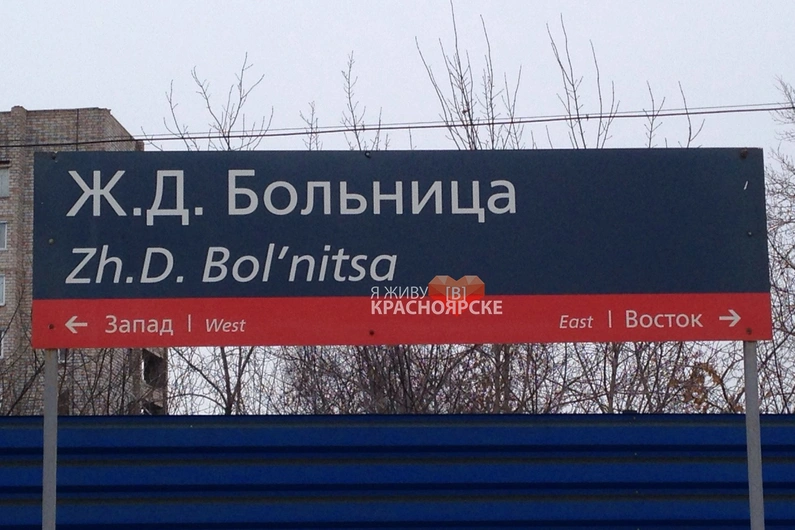 Ж.Д. Больница
Zh.D. Bol'nitsa
Я ЖИВУ [В]
КРАСНОЯРСКЕ
← Запад | West
East | Восток →